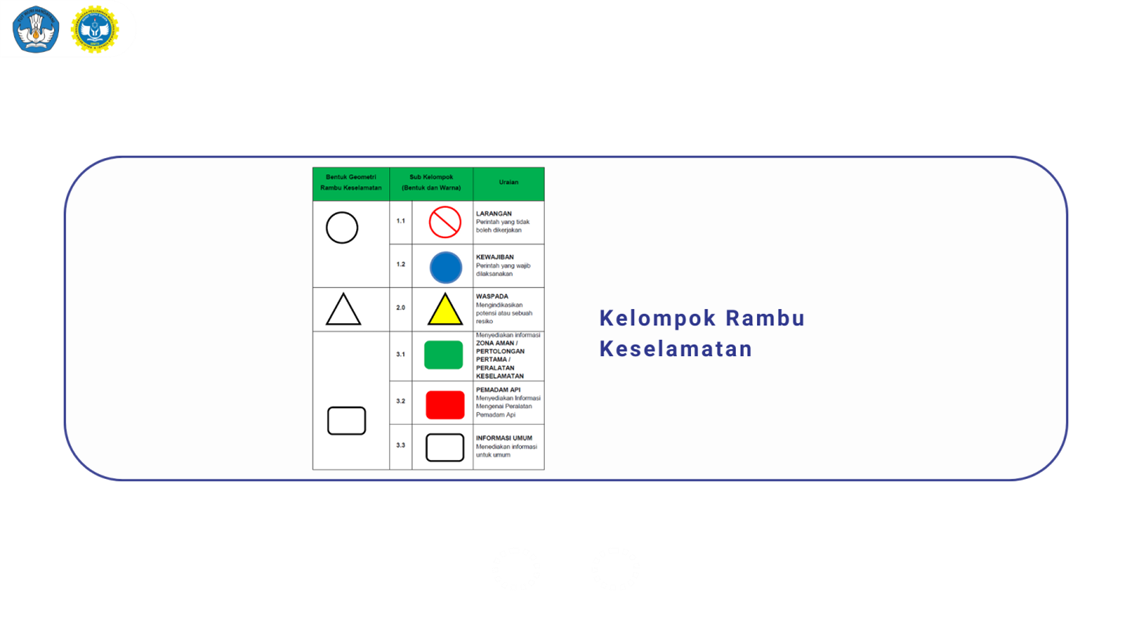 Bentuk Geometri
Rambu Keselamatan
Sub Kelompok
(Bentuk dan Warna)
Uraian
1.1
LARANGAN
Perintah yang tidak
boleh dikerjakan
1.2
KEWAJIBAN
Perintah yang wajib
dilaksanakan
2.0
WASPADA
Mengindikasikan
potensi atau sebuah
resiko
3.1
Menyediakan informasi
ZONA AMAN /
PERTOLONGAN
PERTAMA /
PERALATAN
KESELAMATAN
3.2
PEMADAM API
Menyediakan Informasi
Mengenai Peralatan
Pemadam Api
3.3
INFORMASI UMUM
Menediakan informasi
untuk umum
Kelompok Rambu
Keselamatan